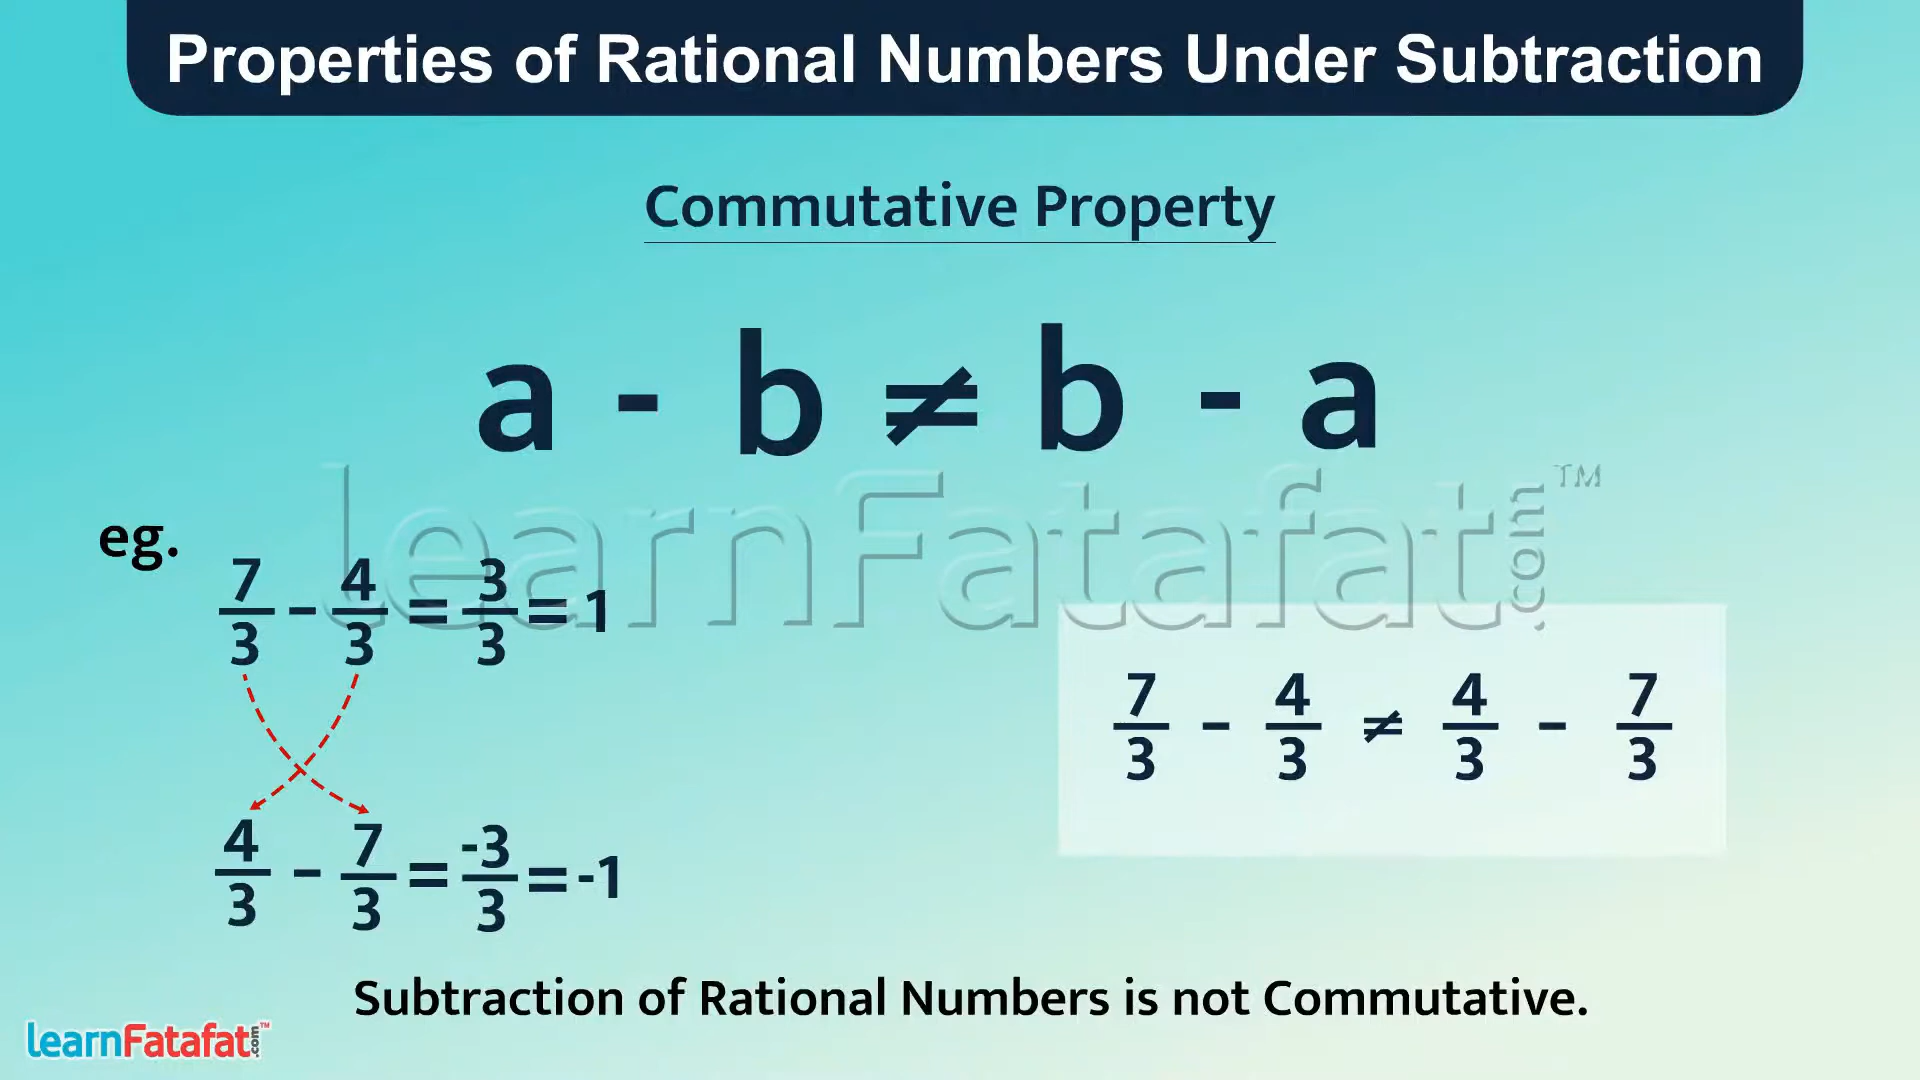 Properties of Rational Numbers Under Subtraction
Commutative Property
a - b ≠ b - a
learnFatafat.com™
eg.
7/3 - 4/3 = 3/3 = 1
7/3 - 4/3 ≠ 4/3 - 7/3
4/3 - 7/3 = -3/3 = -1
Subtraction of Rational Numbers is not Commutative.
learnFatafat.com™